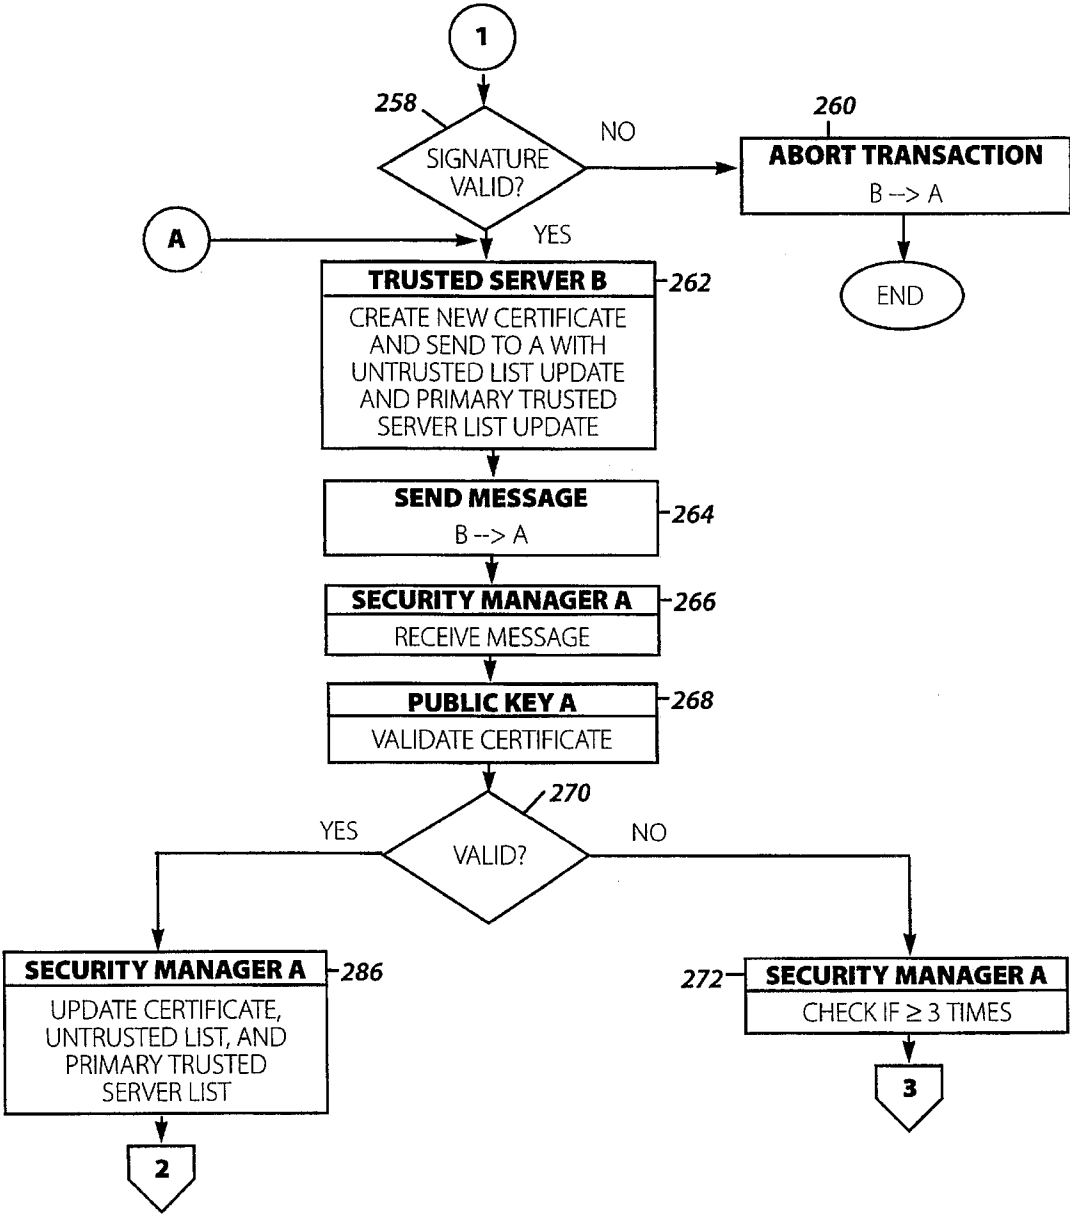 1
258
SIGNATURE
VALID?
NO
260
ABORT TRANSACTION
B --> A
END
A
YES
TRUSTED SERVER B
262
CREATE NEW CERTIFICATE
AND SEND TO A WITH
UNTRUSTED LIST UPDATE
AND PRIMARY TRUSTED
SERVER LIST UPDATE
SEND MESSAGE
B --> A
264
SECURITY MANAGER A
266
RECEIVE MESSAGE
PUBLIC KEY A
268
VALIDATE CERTIFICATE
270
VALID?
YES
NO
SECURITY MANAGER A
286
UPDATE CERTIFICATE,
UNTRUSTED LIST, AND
PRIMARY TRUSTED
SERVER LIST
2
272
SECURITY MANAGER A
CHECK IF ≥ 3 TIMES
3